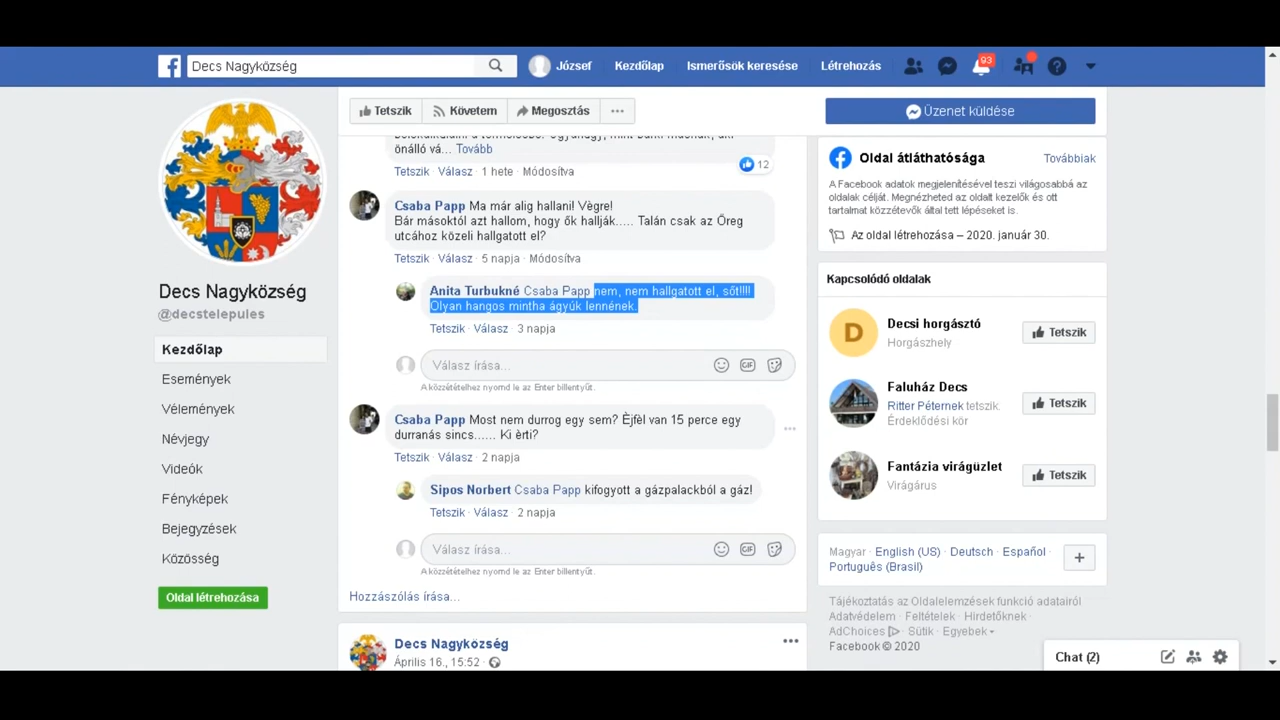 Decs Nagyközség
József
Kezdőlap
Ismerősök keresése
Létrehozás
93
Decs Nagyközség
@decstelepules
Kezdőlap
Események
Vélemények
Névjegy
Videók
Fényképek
Bejegyzések
Közösség
Oldal létrehozása
Tetszik
Követem
Megosztás
Üzenet küldése
önálló vá... Tovább
12
Tetszik · Válasz · 1 hete · Módosítva
Csaba Papp Ma már alig hallani! Vègre!
Bár másoktól azt hallom, hogy ők hallják..... Talán csak az Öreg
utcához közeli hallgatott el?
Tetszik · Válasz · 5 napja · Módosítva
Anita Turbukné Csaba Papp nem, nem hallgatott el, sőt!!!!
Olyan hangos mintha ágyúk lennének.
Tetszik · Válasz · 3 napja
Válasz írása...
GIF
A közzétételhez nyomd le az Enter billentyűt.
Csaba Papp Most nem durrog egy sem? Èjfèl van 15 perce egy
durranás sincs...... Ki èrti?
Tetszik · Válasz · 2 napja
Sipos Norbert Csaba Papp kifogyott a gázpalackból a gáz!
Tetszik · Válasz · 2 napja
Válasz írása...
GIF
A közzétételhez nyomd le az Enter billentyűt.
Hozzászólás írása...
Decs Nagyközség
Április 16., 15:52 ·
Oldal átláthatósága
Továbbiak
A Facebook adatok megjelenítésével teszi világosabbá az
oldalak célját. Megnézheted az oldalt kezelők és ott
tartalmat közzétevők által tett lépéseket is.
Az oldal létrehozása – 2020. január 30.
Kapcsolódó oldalak
D
Decsi horgásztó
Horgászhely
Tetszik
Faluház Decs
Ritter Péternek tetszik.
Érdeklődési kör
Tetszik
Fantázia virágüzlet
Virágárus
Tetszik
Magyar · English (US) · Deutsch · Español ·
Português (Brasil)
Tájékoztatás az Oldalelemzések funkció adatairól
Adatvédelem · Feltételek · Hirdetőknek ·
AdChoices · Sütik · Egyebek
Facebook © 2020
Chat (2)